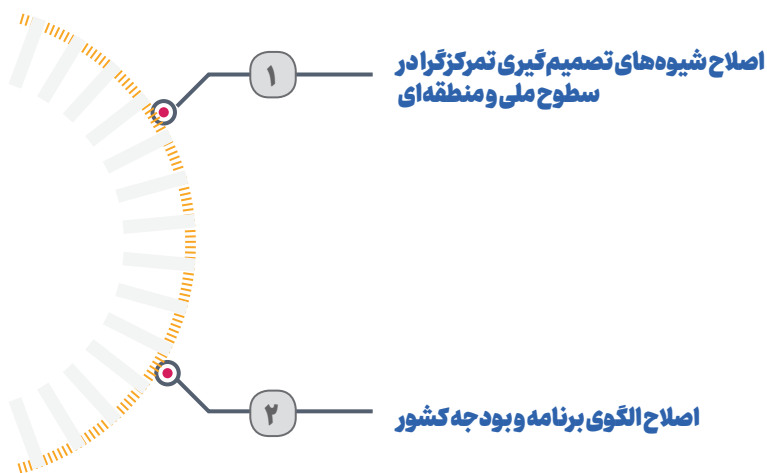 ۱
اصلاح شیوه‌های تصمیم‌گیری تمرکزگرا در
سطوح ملی و منطقه‌ای
۲
اصلاح الگوی برنامه و بودجه کشور